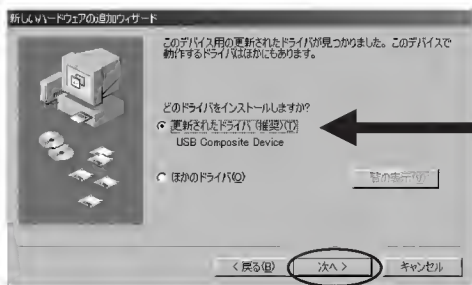 新しいハードウェアの追加ウィザード
このデバイス用の更新されたドライバが見つかりました。このデバイスで
動作するドライバはほかにもあります。
どのドライバをインストールしますか?
更新されたドライバ (推奨)(T)
USB Composite Device
ほかのドライバ(O)
< 戻る(B)
次へ >
キャンセル